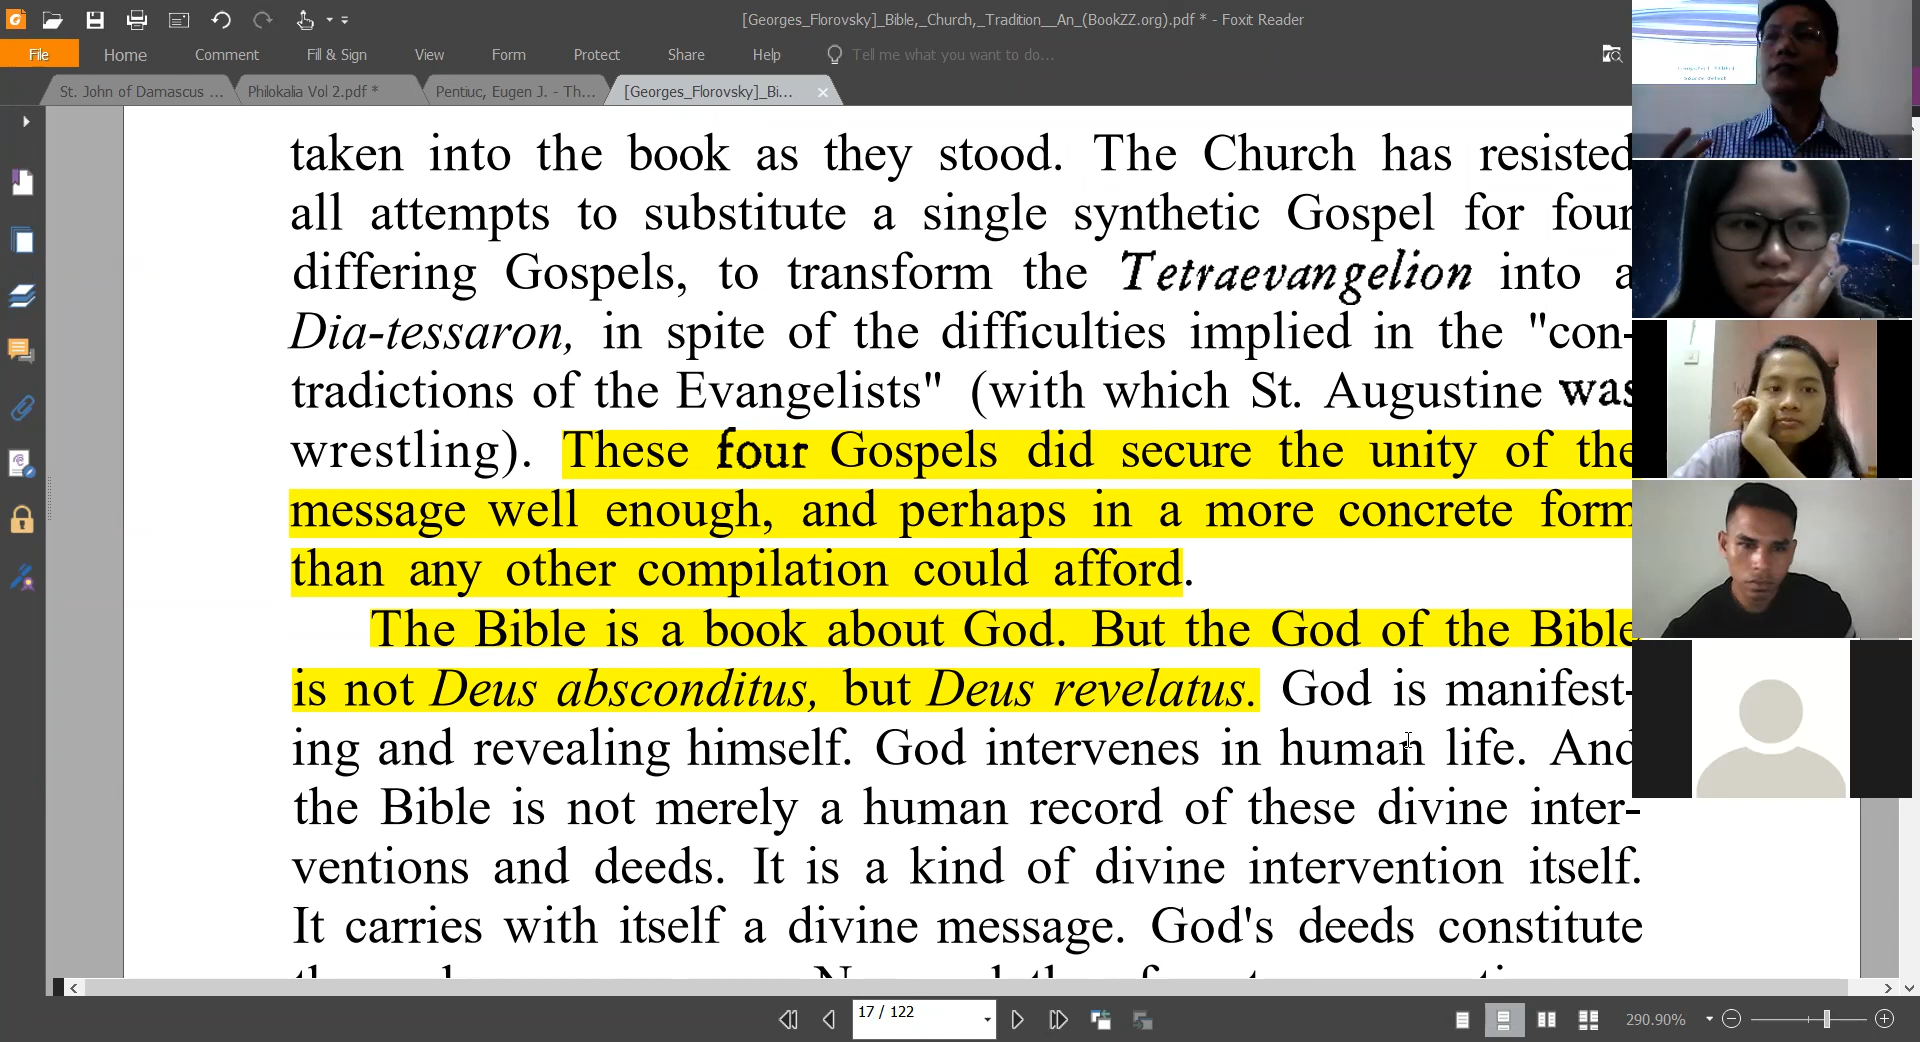 [Georges_Florovsky]_Bible,_Church,_Tradition__An_(BookZZ.org).pdf * - Foxit Reader
File Home Comment Fill & Sign View Form Protect Share Help Tell me what you want to do...
St. John of Damascus ... Philokalia Vol 2.pdf * Pentiuc, Eugen J. - Th... [Georges_Florovsky]_Bi...
taken into the book as they stood. The Church has resisted
all attempts to substitute a single synthetic Gospel for four
differing Gospels, to transform the Tetraevangelion into a
Dia-tessaron, in spite of the difficulties implied in the "con-
tradictions of the Evangelists" (with which St. Augustine was
wrestling). These four Gospels did secure the unity of the
message well enough, and perhaps in a more concrete form
than any other compilation could afford.
The Bible is a book about God. But the God of the Bible
is not Deus absconditus, but Deus revelatus. God is manifest-
ing and revealing himself. God intervenes in human life. And
the Bible is not merely a human record of these divine inter-
ventions and deeds. It is a kind of divine intervention itself.
It carries with itself a divine message. God's deeds constitute
17 / 122
290.90%